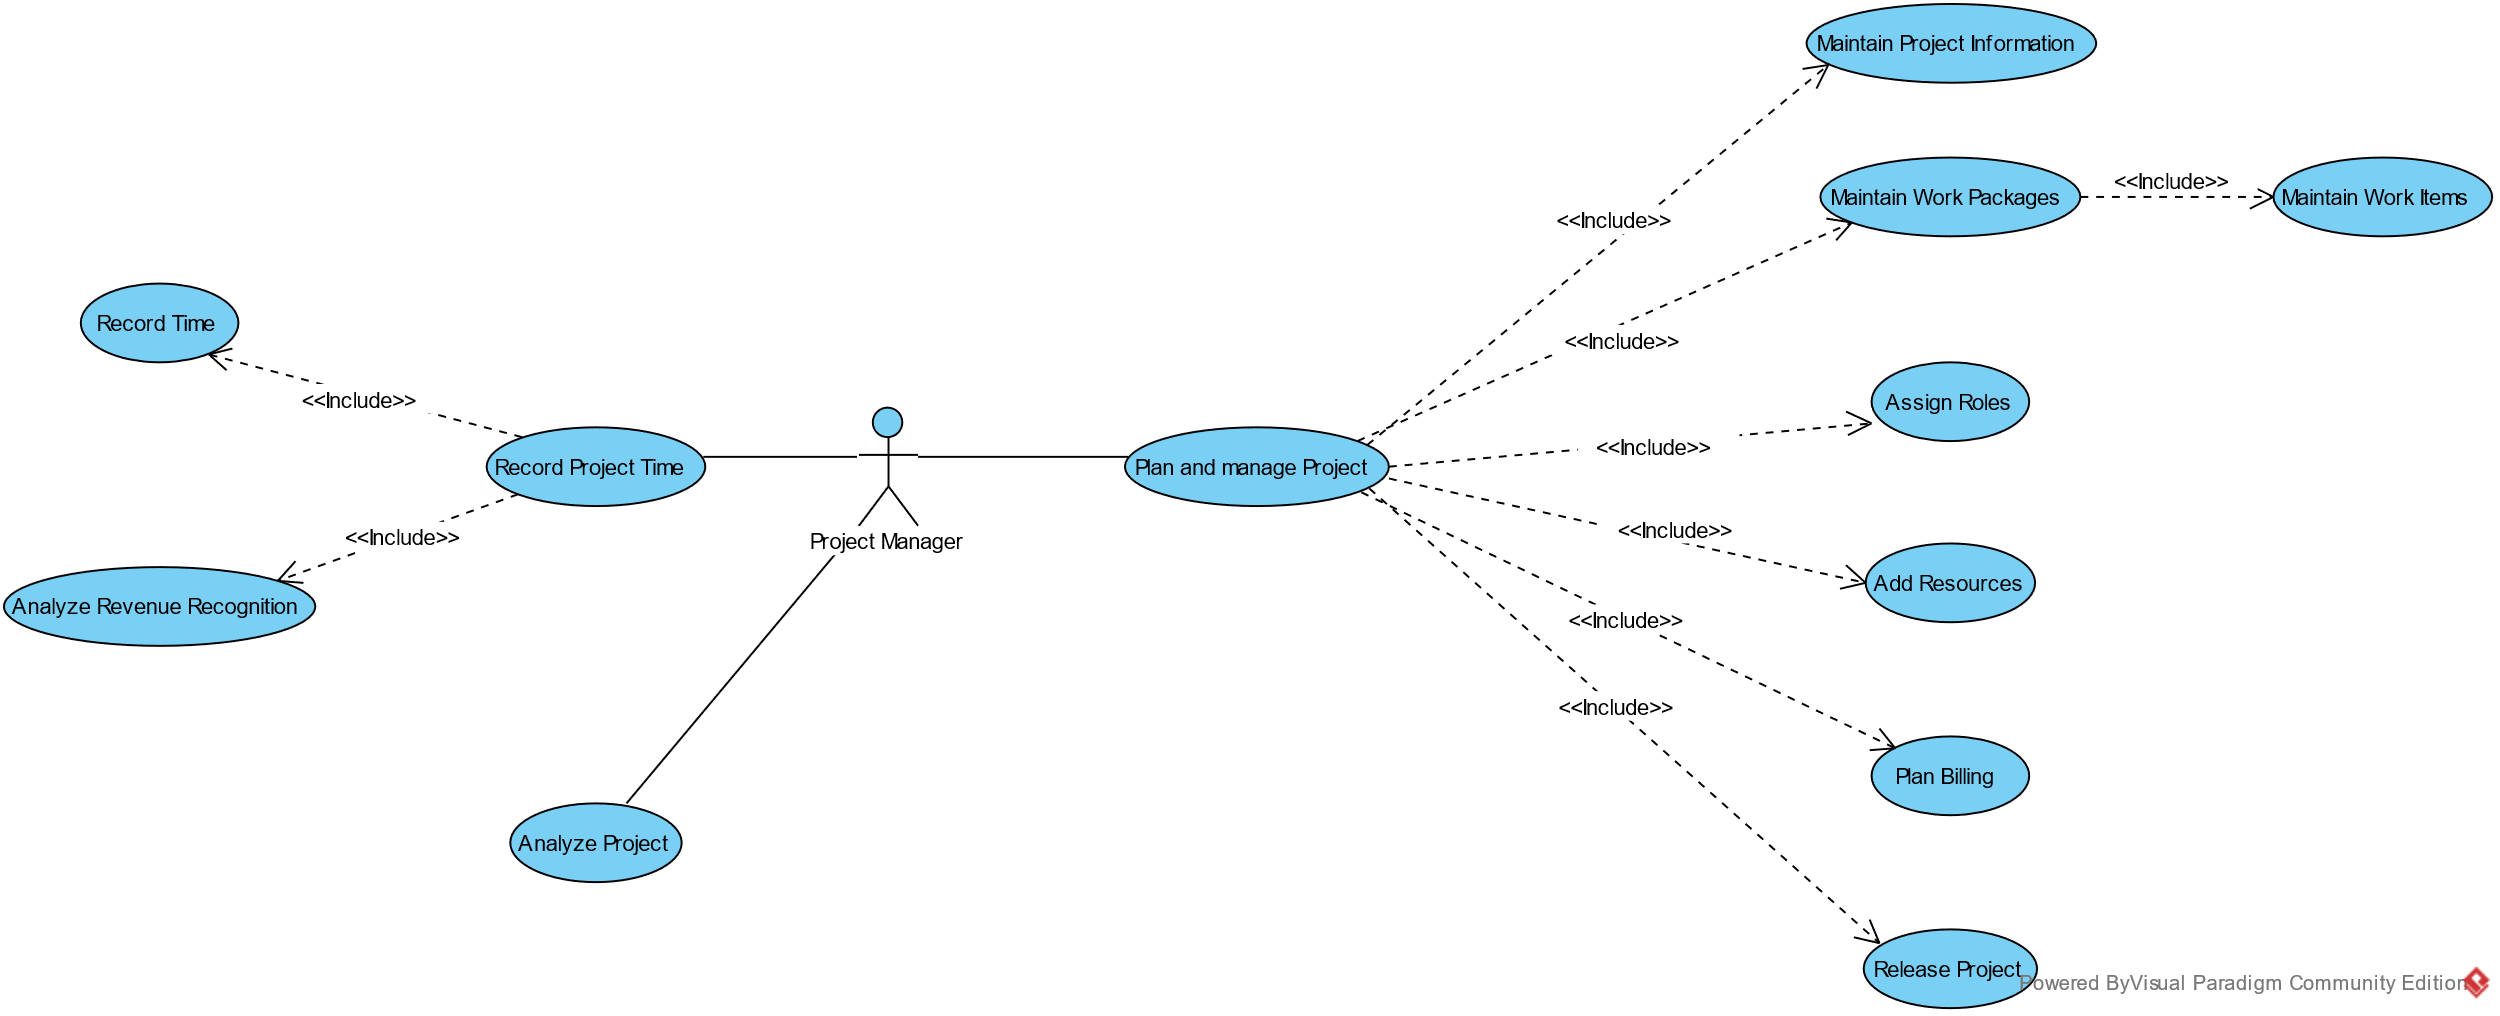 Maintain Project Information
Maintain Work Packages
<<Include>>
Maintain Work Items
<<Include>>
<<Include>>
Record Time
<<Include>>
Assign Roles
<<Include>>
Record Project Time
Plan and manage Project
<<Include>>
<<Include>>
Project Manager
<<Include>>
Analyze Revenue Recognition
Add Resources
<<Include>>
<<Include>>
Plan Billing
Analyze Project
Release Project
Powered ByVisual Paradigm Community Edition